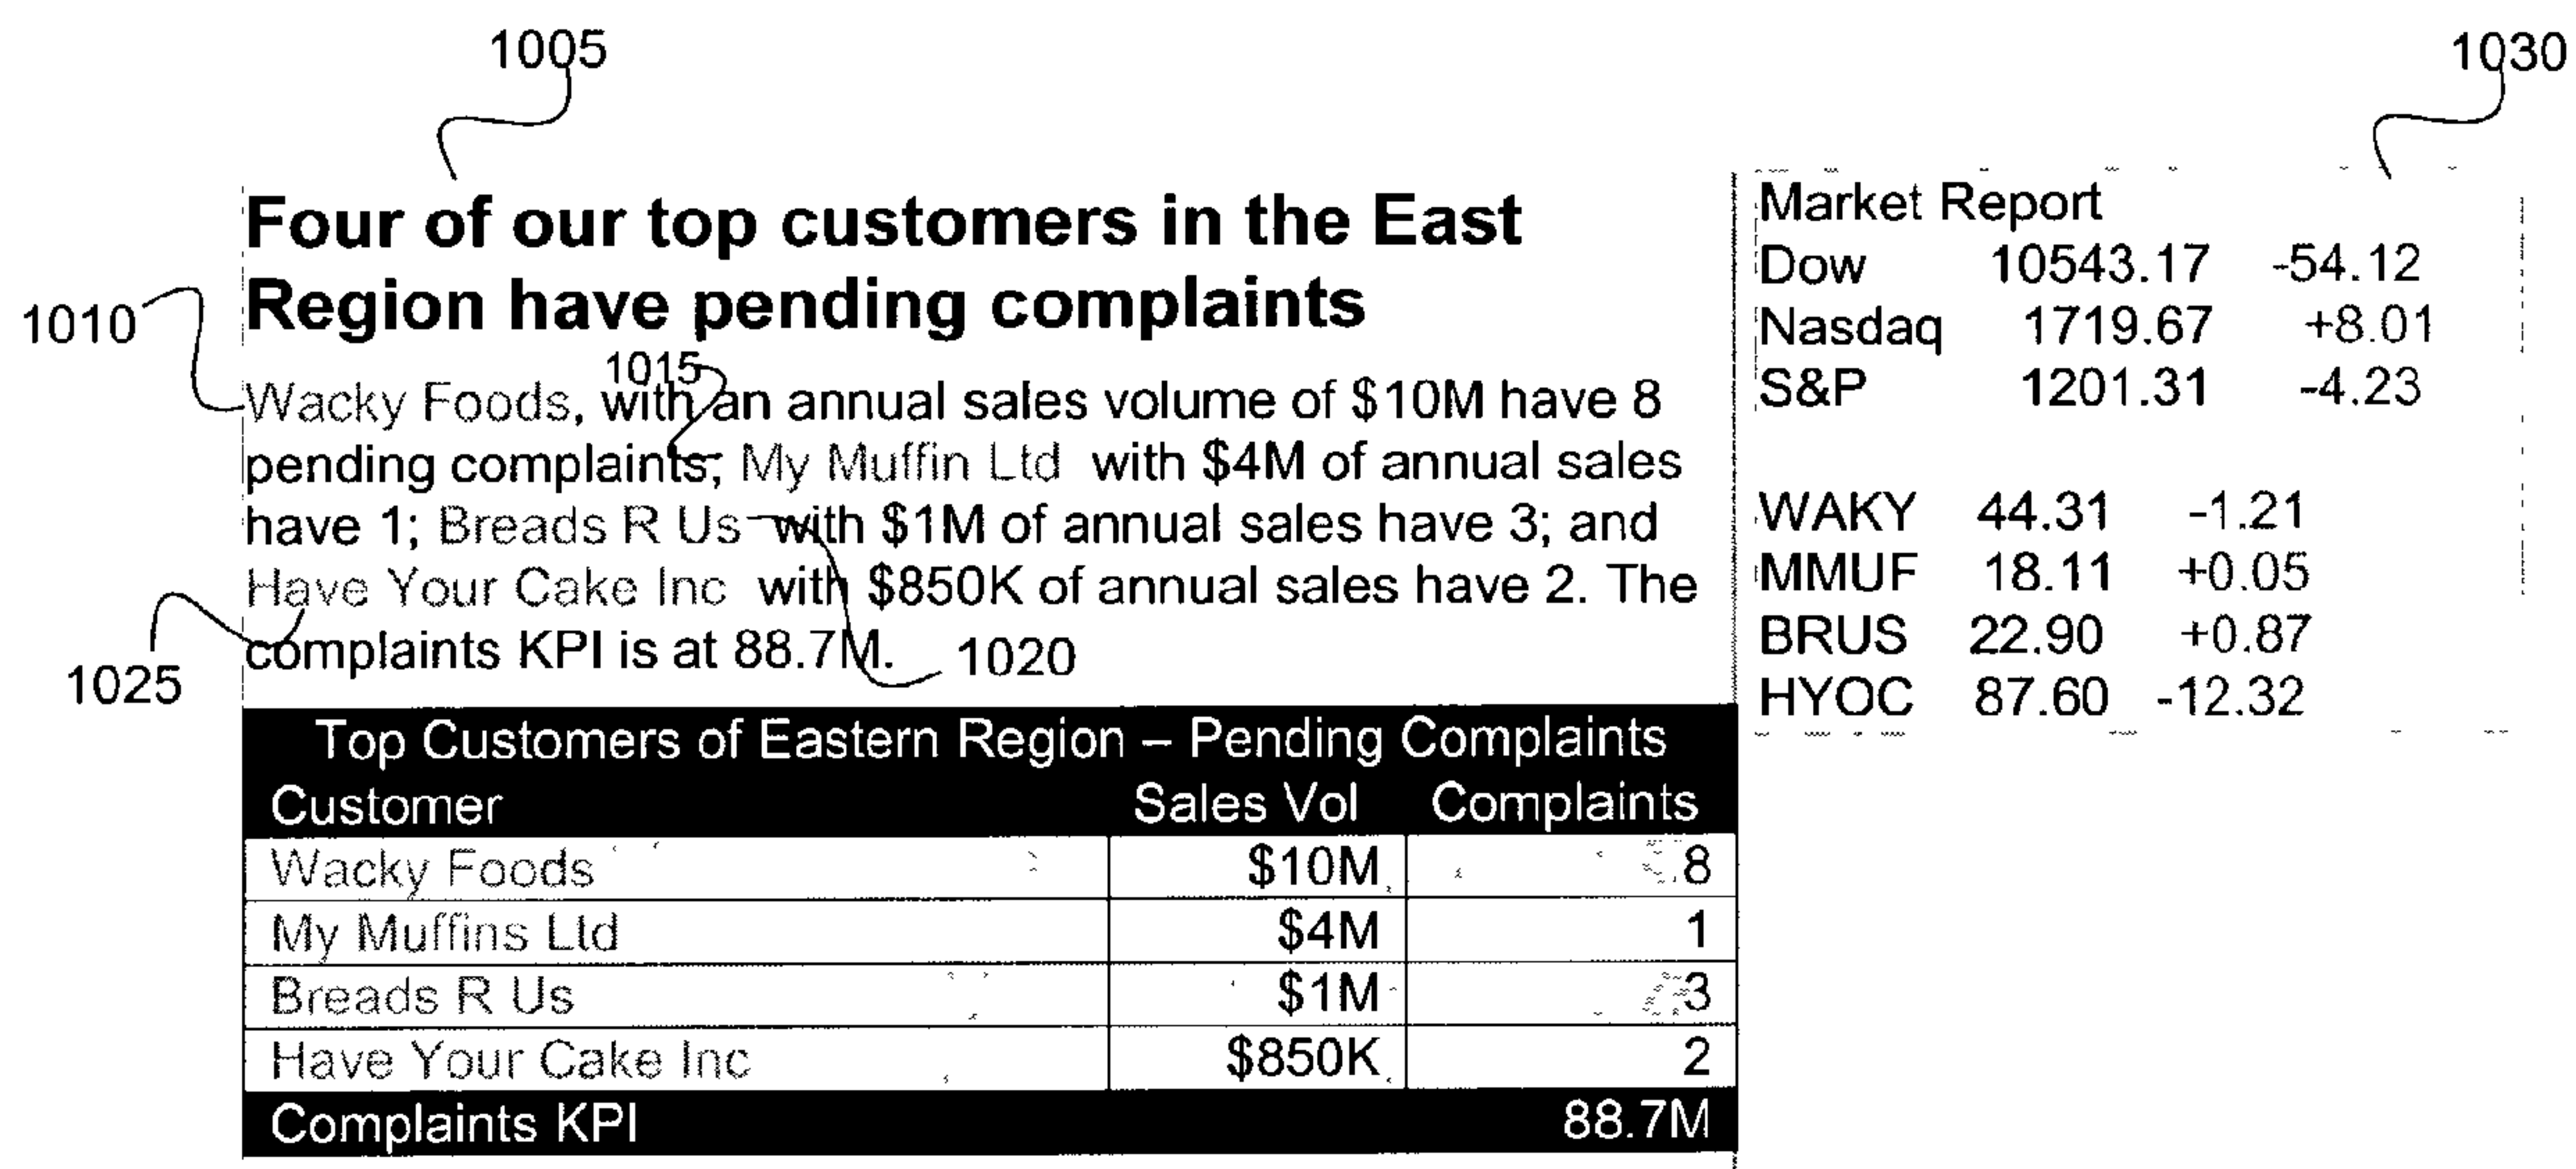 1005
1030
Four of our top customers in the East
Region have pending complaints
1010
1015
Wacky Foods, with an annual sales volume of $10M have 8
pending complaints; My Muffin Ltd with $4M of annual sales
have 1; Breads R Us with $1M of annual sales have 3; and
Have Your Cake Inc with $850K of annual sales have 2. The
complaints KPI is at 88.7M.
1020
1025
Top Customers of Eastern Region – Pending Complaints
Customer Sales Vol Complaints
Wacky Foods $10M 8
My Muffins Ltd $4M 1
Breads R Us $1M 3
Have Your Cake Inc $850K 2
Complaints KPI 88.7M
Market Report
Dow 10543.17 -54.12
Nasdaq 1719.67 +8.01
S&P 1201.31 -4.23
WAKY 44.31 -1.21
MMUF 18.11 +0.05
BRUS 22.90 +0.87
HYOC 87.60 -12.32